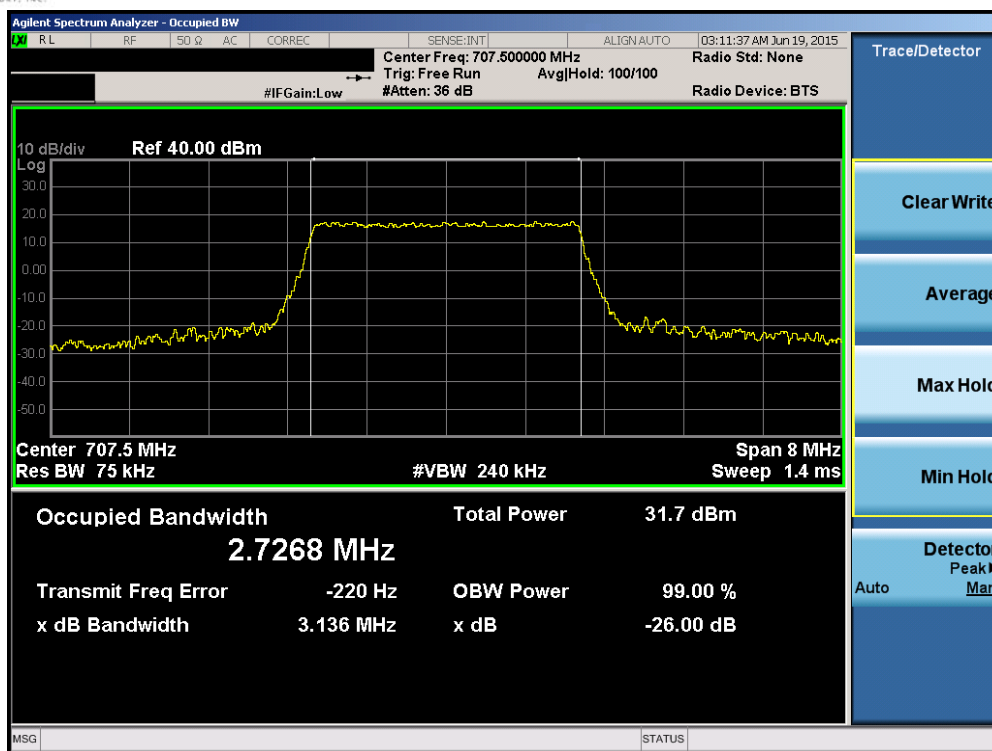 Agilent Spectrum Analyzer - Occupied BW
LXI RL RF 50 Ω AC CORREC SENSE:INT ALIGN AUTO 03:11:37 AM Jun 19, 2015
Center Freq: 707.500000 MHz Radio Std: None
Trig: Free Run Avg|Hold: 100/100
#IFGain:Low #Atten: 36 dB Radio Device: BTS
Trace/Detector
10 dB/div Ref 40.00 dBm
Log
30.0
20.0
10.0
0.00
-10.0
-20.0
-30.0
-40.0
-50.0
Center 707.5 MHz Span 8 MHz
Res BW 75 kHz #VBW 240 kHz Sweep 1.4 ms
Occupied Bandwidth Total Power 31.7 dBm
2.7268 MHz
Transmit Freq Error -220 Hz OBW Power 99.00 %
x dB Bandwidth 3.136 MHz x dB -26.00 dB
Clear Write
Average
Max Hold
Min Hold
Detector
Peak
Auto Man
MSG STATUS